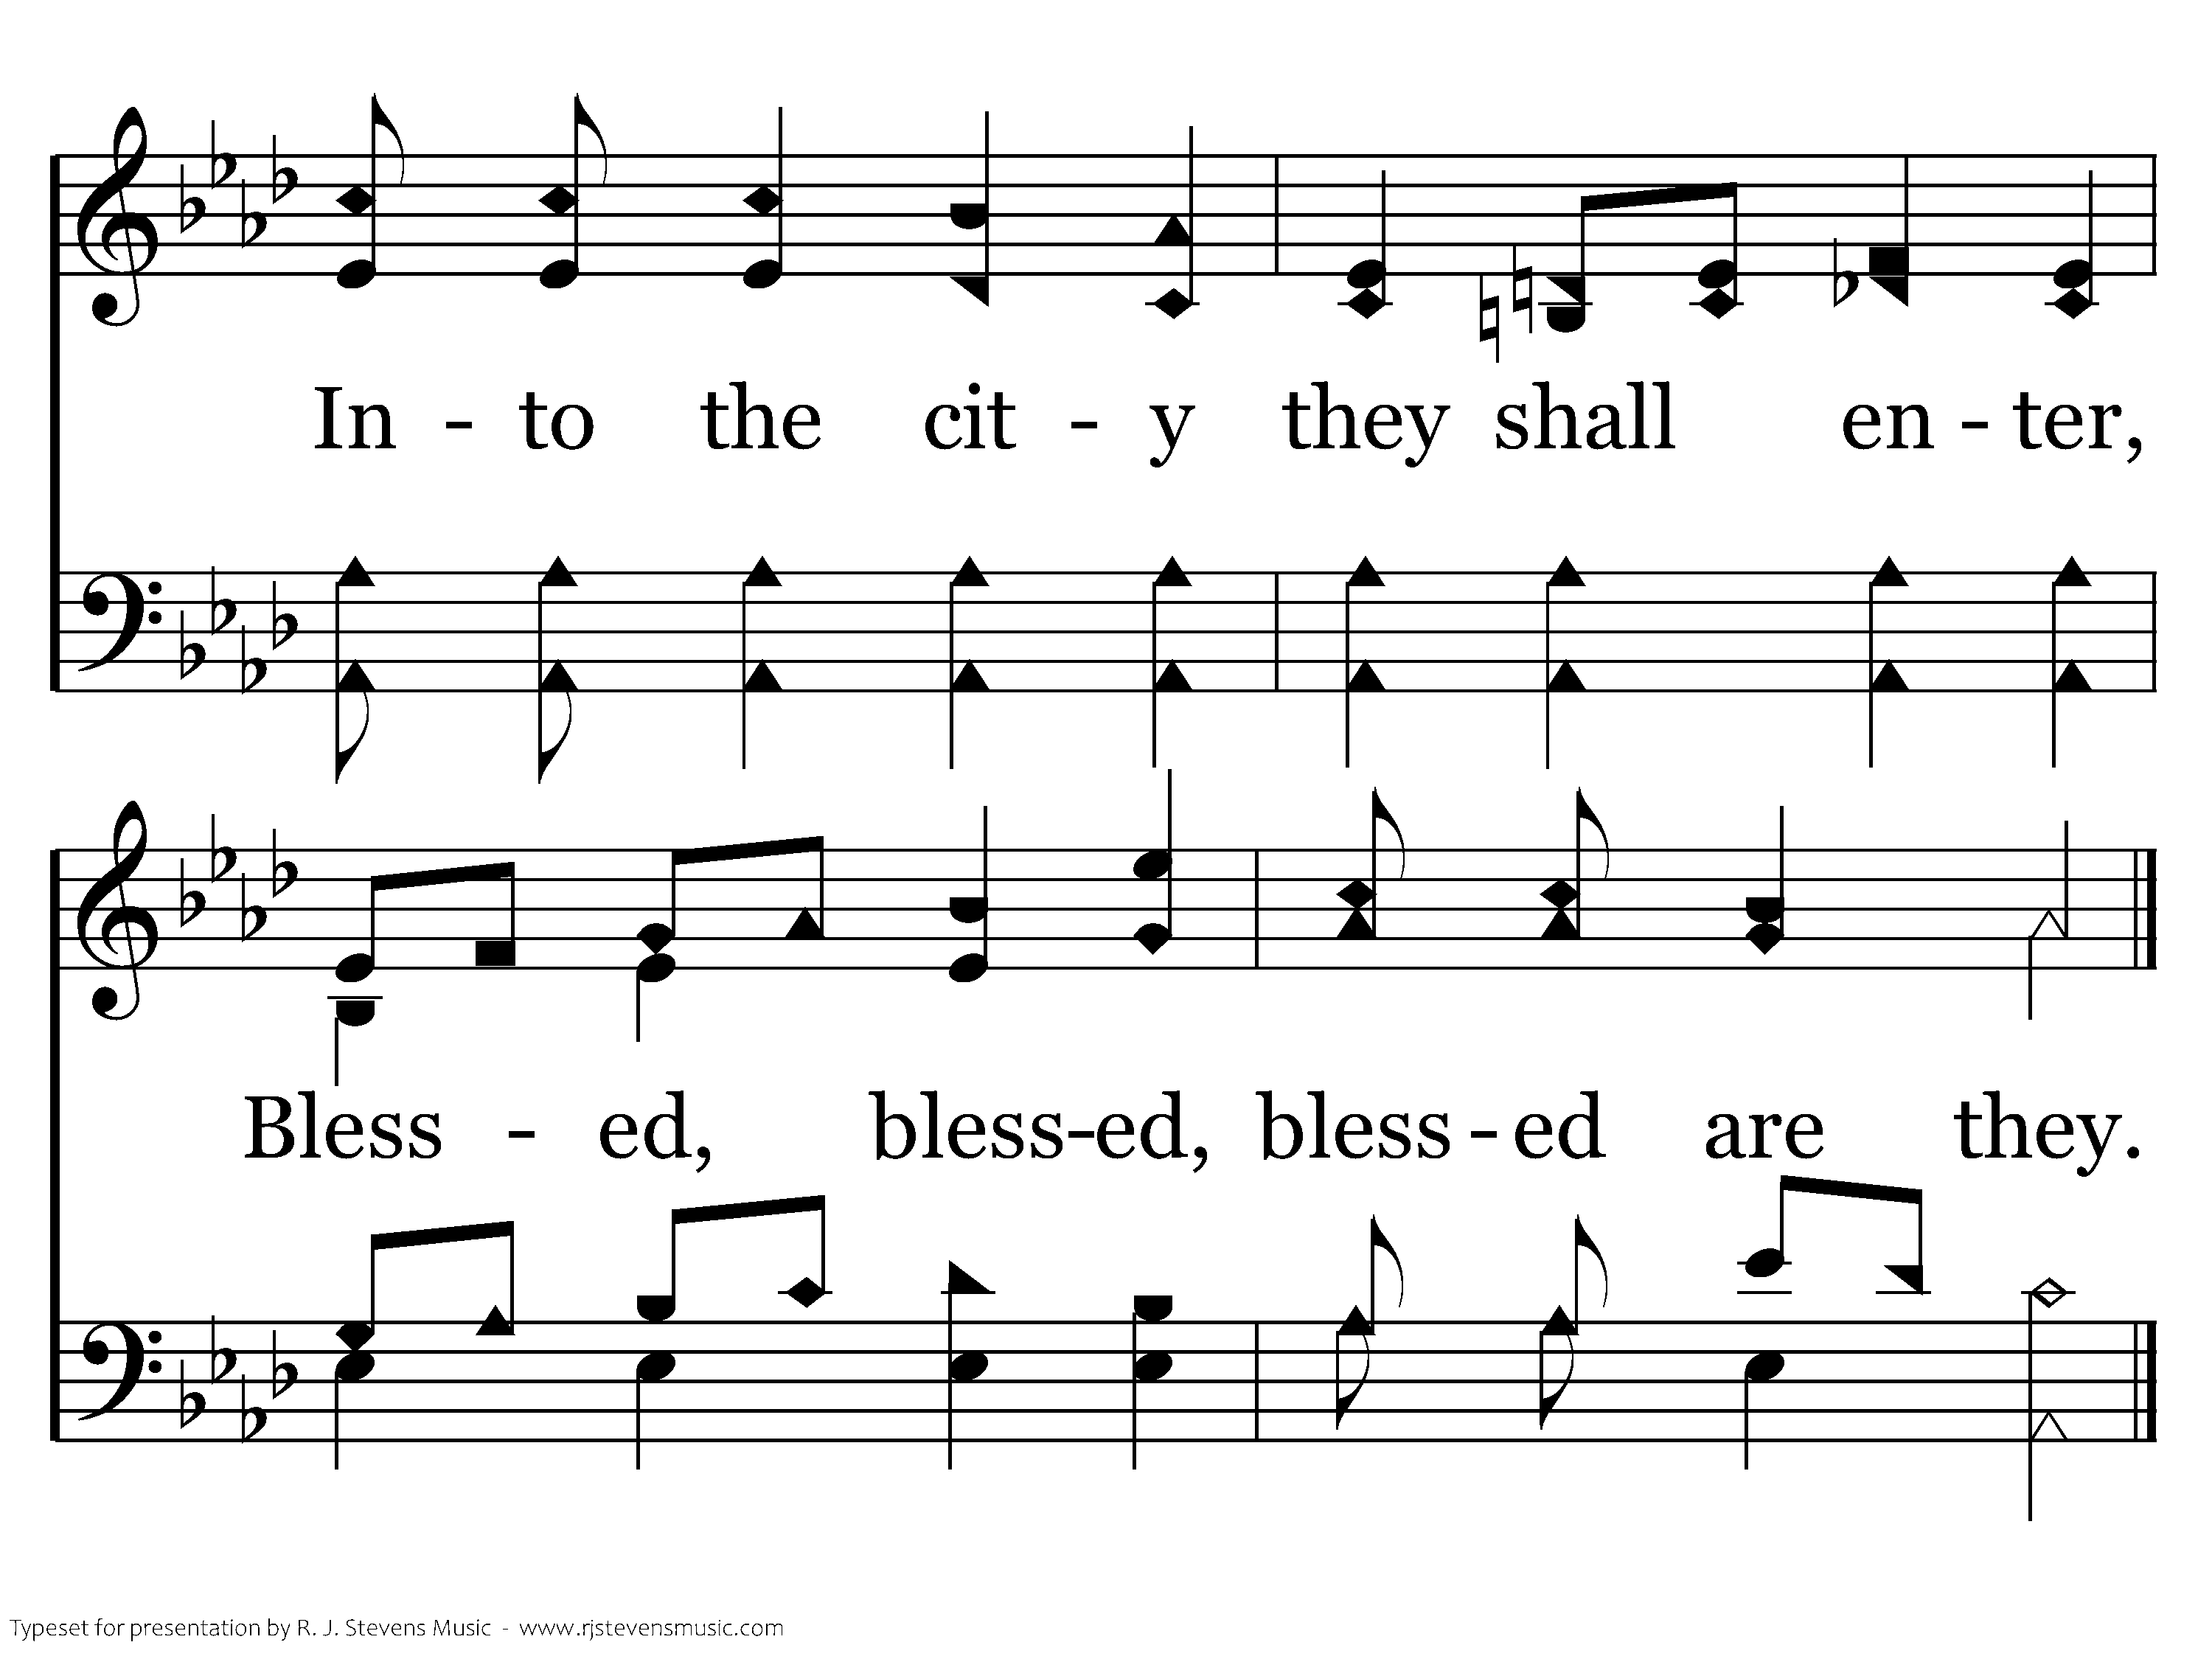 In - to the cit - y they shall en - ter,
Bless - ed, bless-ed, bless - ed are they.
Typeset for presentation by R. J. Stevens Music - www.rjstevensmusic.com